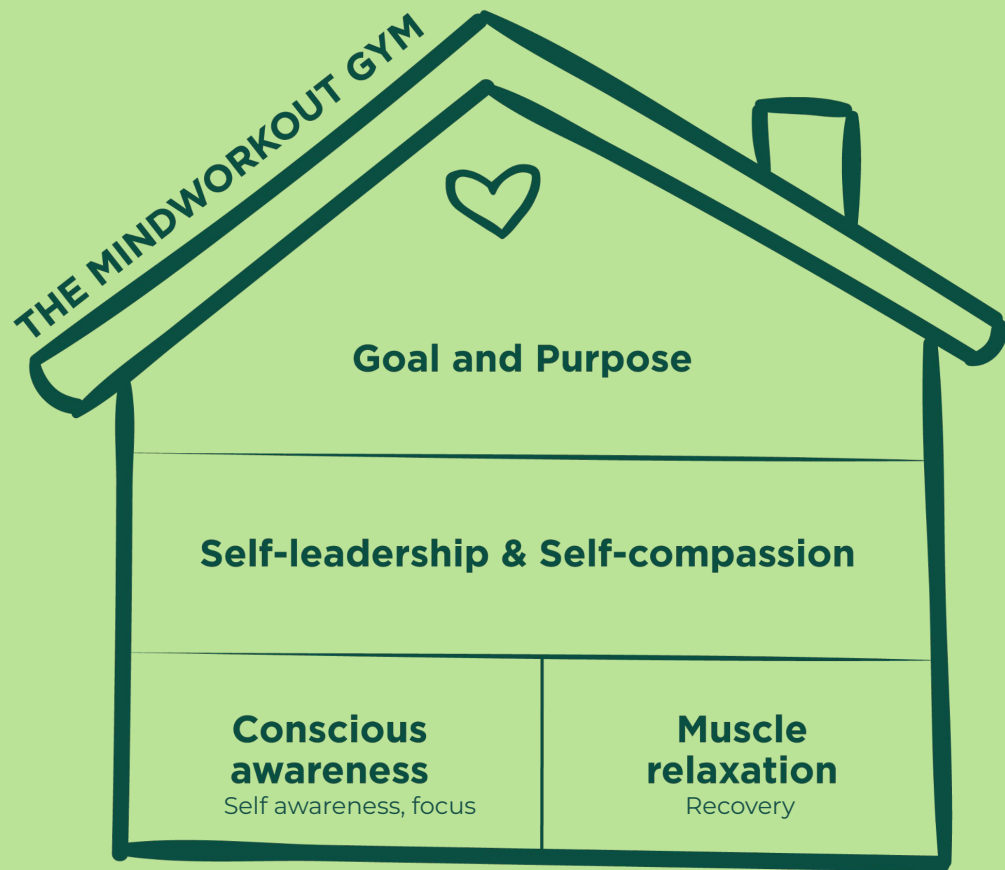 THE MINDWORKOUT GYM
Goal and Purpose
Self-leadership & Self-compassion
Conscious
awareness
Self awareness, focus
Muscle
relaxation
Recovery